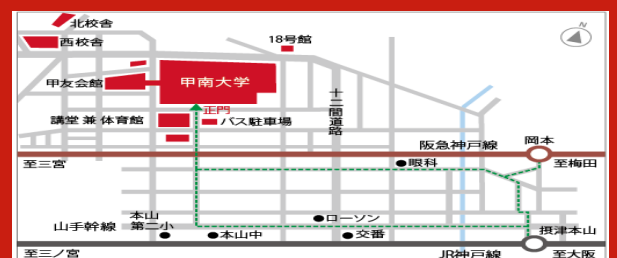 北校舎
西校舎
18号館
N
甲友会館
甲南大学
正門
講堂 兼 体育館
バス駐車場
十二間道路
阪急神戸線
岡本
至三宮
眼科
至梅田
本山
第二小
山手幹線
ローソン
本山中
交番
摂津本山
至三ノ宮
JR神戸線
至大阪